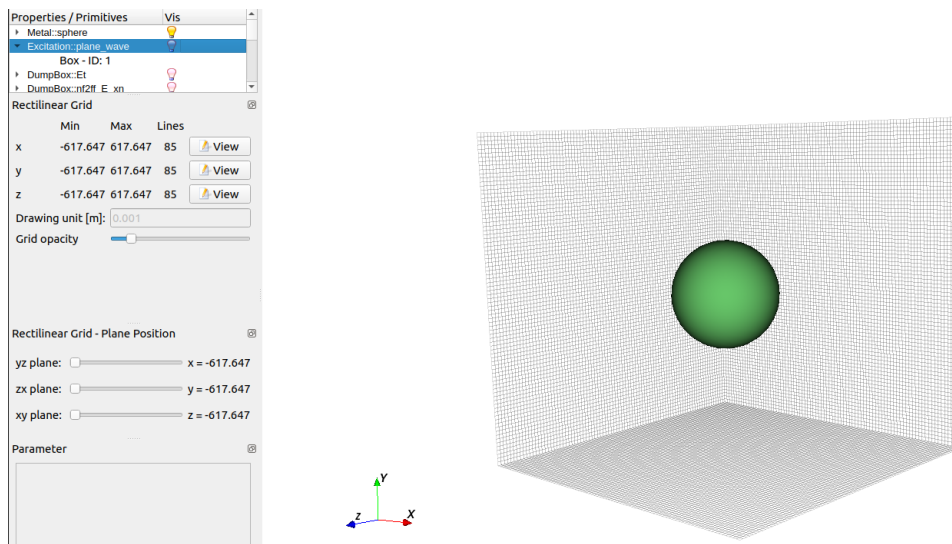 Properties / Primitives Vis
Metal::sphere
Excitation::plane_wave
Box - ID: 1
DumpBox::Et
DumpBox::nf2ff_E_xn
Rectilinear Grid
Min Max Lines
x -617.647 617.647 85 View
y -617.647 617.647 85 View
z -617.647 617.647 85 View
Drawing unit [m]: 0.001
Grid opacity
Rectilinear Grid - Plane Position
yz plane: x = -617.647
zx plane: y = -617.647
xy plane: z = -617.647
Parameter
Y
Z X